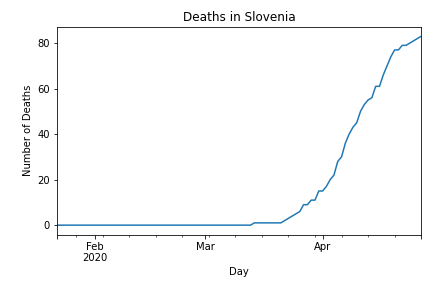 Deaths in Slovenia
80
60
40
20
0
Number of Deaths
Feb
2020
Mar
Apr
Day